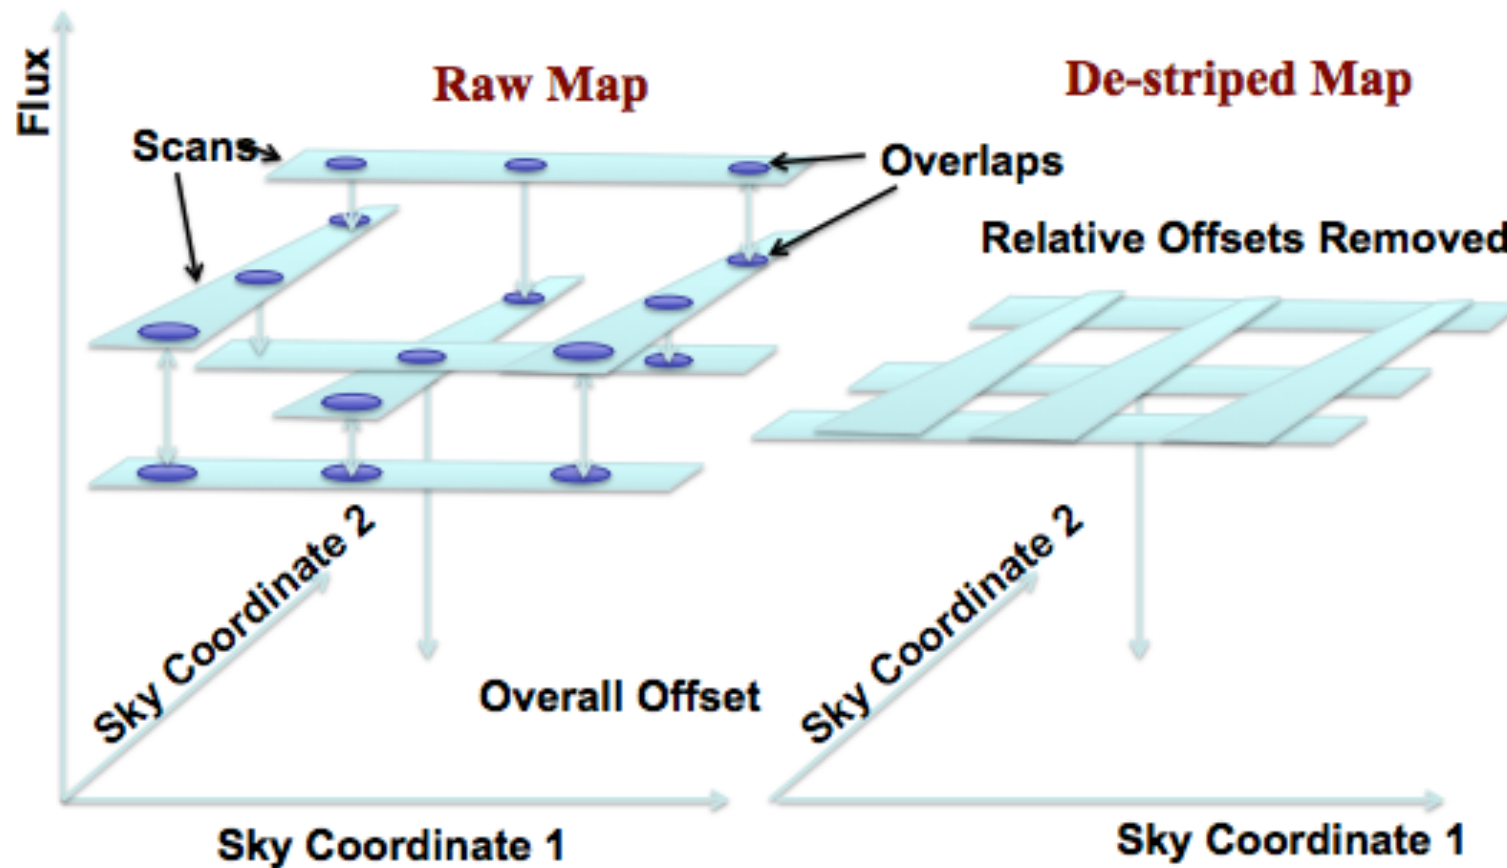 Flux
Raw Map
De-striped Map
Scans
Overlaps
Relative Offsets Removed
Sky Coordinate 2
Sky Coordinate 2
Overall Offset
Sky Coordinate 1
Sky Coordinate 1